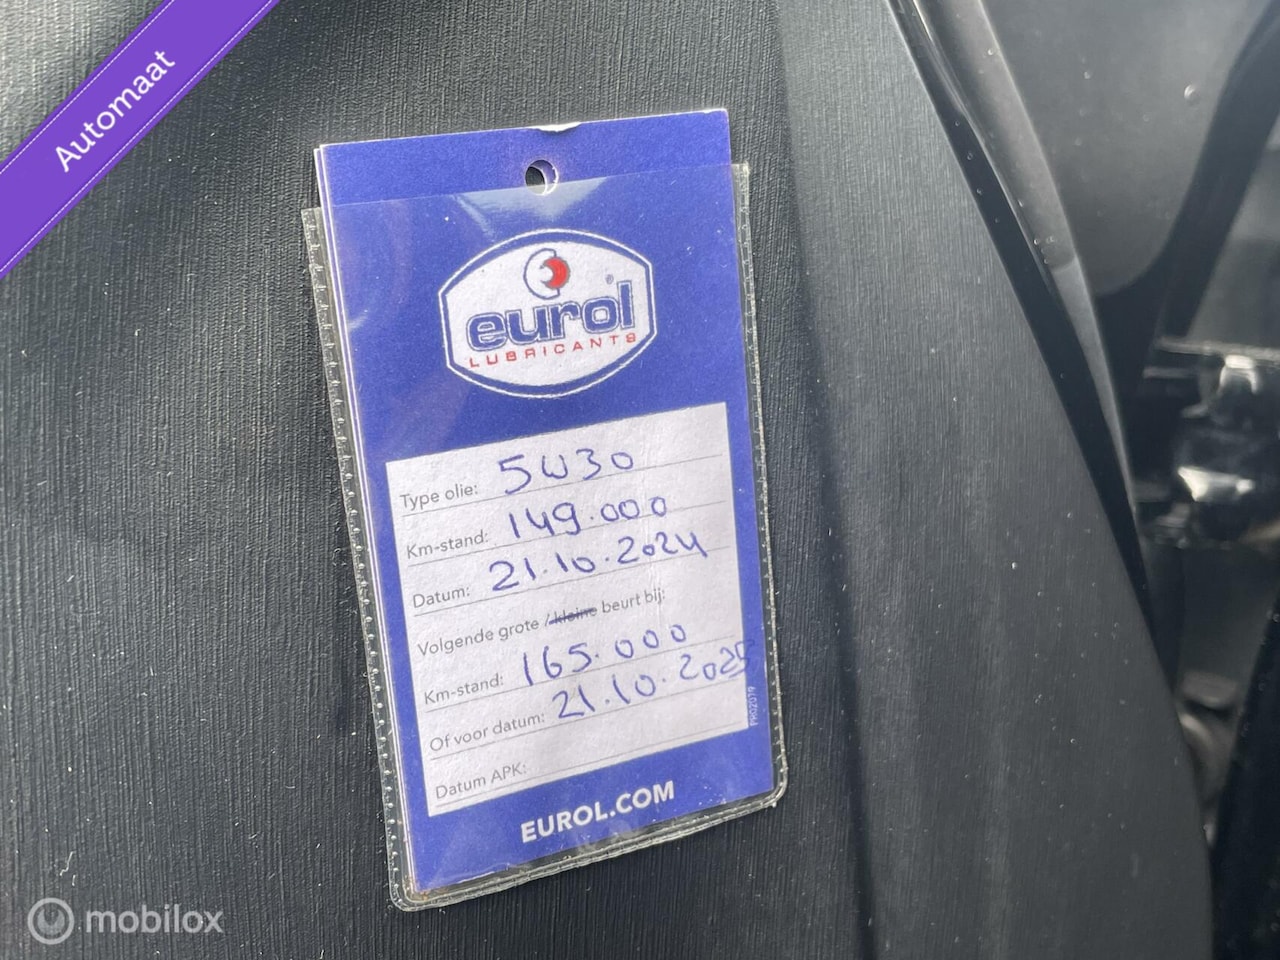 Automaat
eurol®
LUBRICANTS
Type olie: 5W30
Km-stand: 149.000
Datum: 21.10.2024
Volgende grote / kleine beurt bij:
Km-stand: 165.000
Of voor datum: 21.10.2025
Datum APK:
EUROL.COM
mobilox